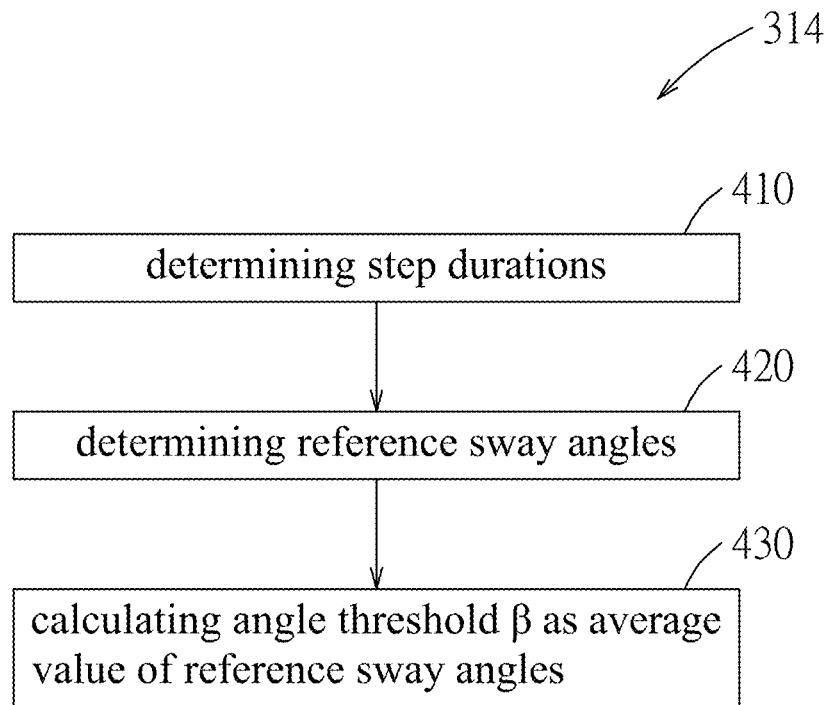 314
410
determining step durations
420
determining reference sway angles
430
calculating angle threshold β as average
value of reference sway angles